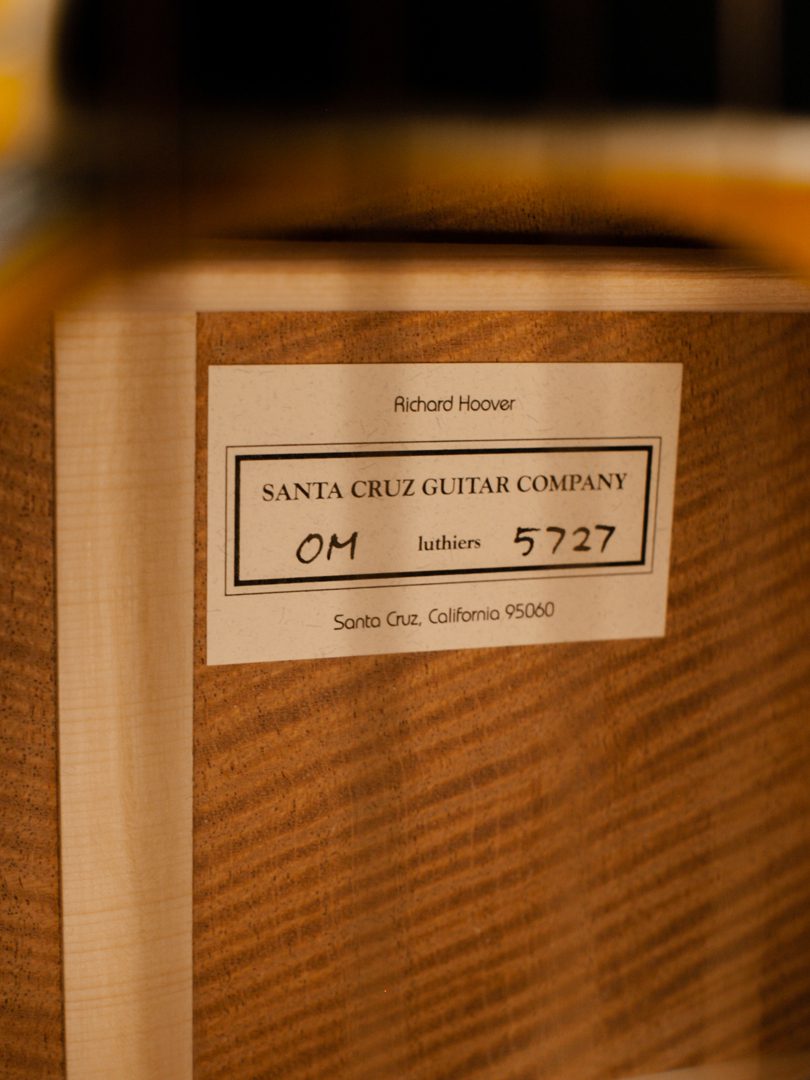 Richard Hoover
SANTA CRUZ GUITAR COMPANY
OM luthiers 5727
Santa Cruz, California 95060